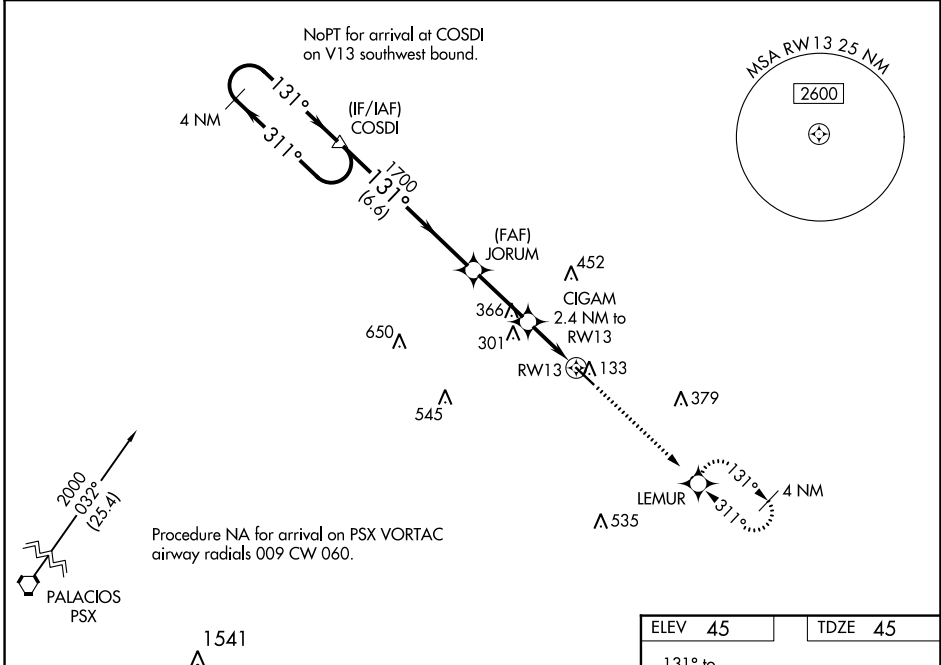 NoPT for arrival at COSDI
on V13 southwest bound.
MSA RW13 25 NM
2600
131°
4 NM
311°
(IF/IAF)
COSDI
1700
131°
(6.6)
(FAF)
JORUM
452
CIGAM
2.4 NM to
RW13
366
301
650
RW13
133
545
379
131°
4 NM
311°
LEMUR
535
2000
032°
(25.4)
Procedure NA for arrival on PSX VORTAC
airway radials 009 CW 060.
PALACIOS
PSX
1541
ELEV 45
TDZE 45
131° to